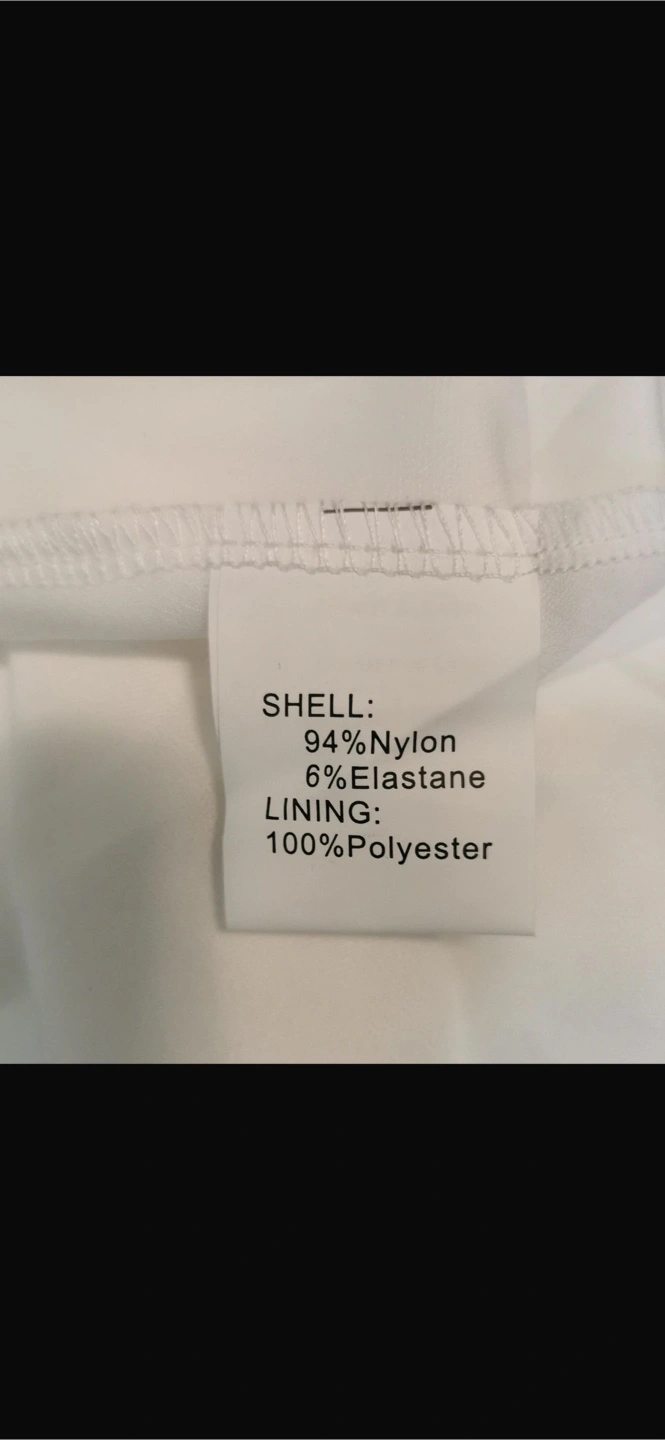 SHELL:
94%Nylon
6%Elastane
LINING:
100%Polyester